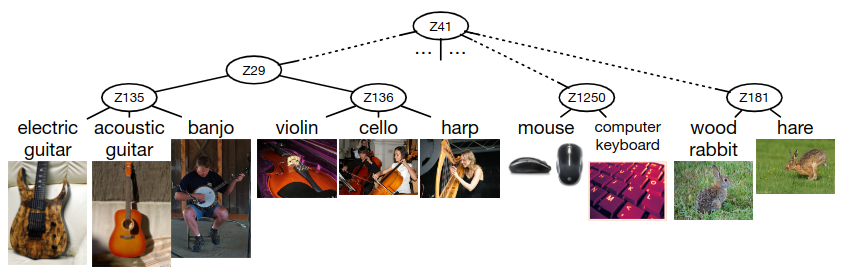 Z41
... ...
Z29
Z135
Z136
Z1250
Z181
electric guitar
acoustic guitar
banjo
violin
cello
harp
mouse
computer keyboard
wood rabbit
hare